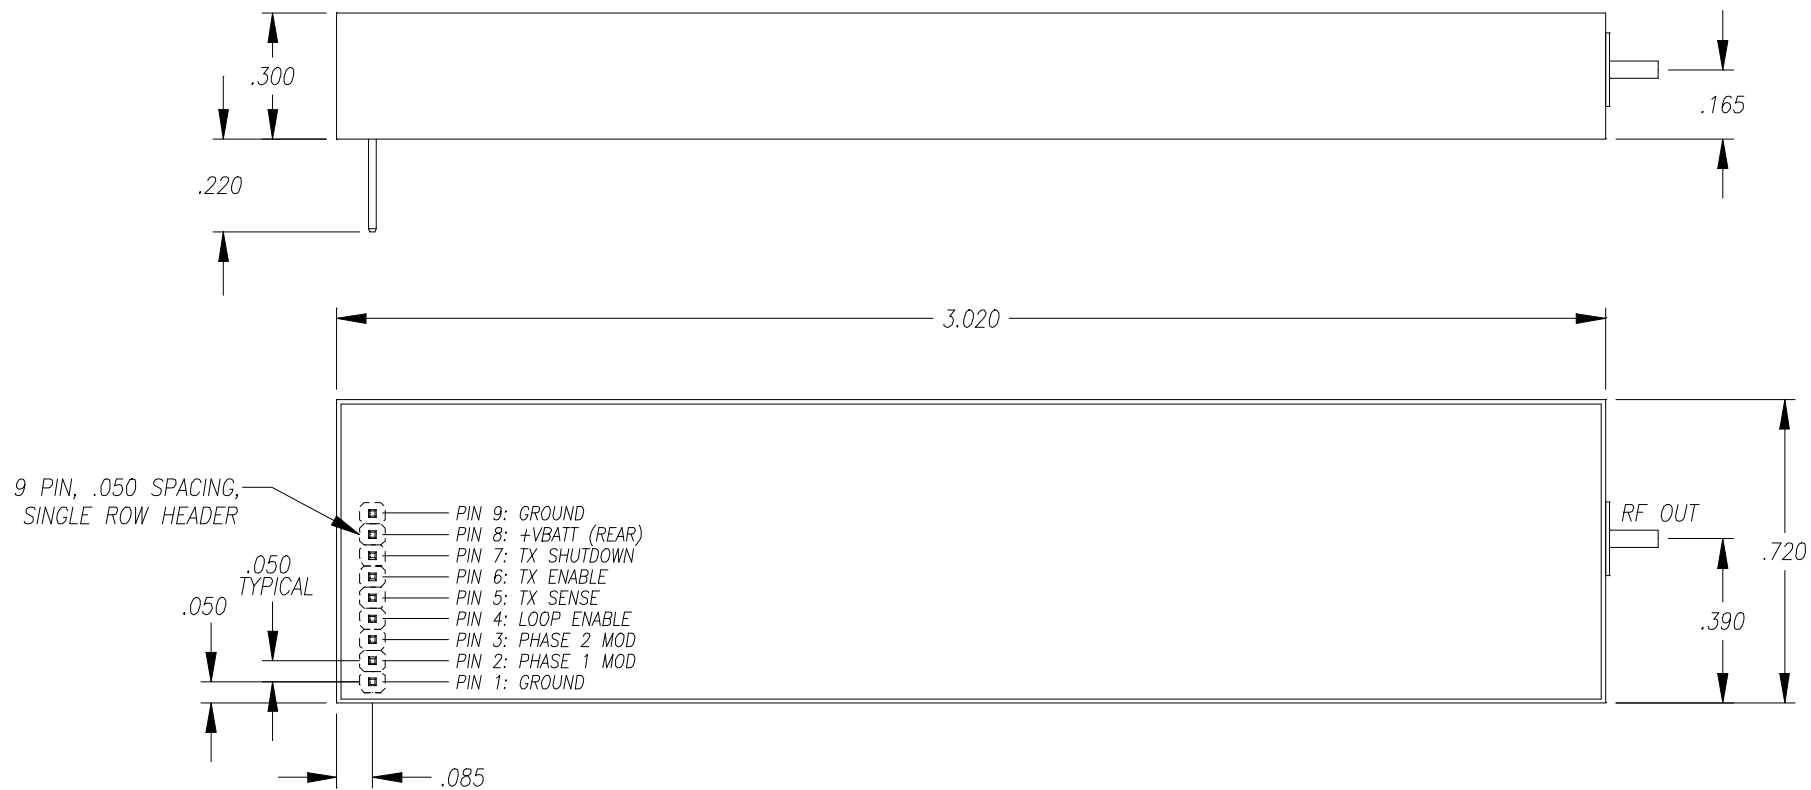 .300
.165
.220
3.020
9 PIN, .050 SPACING,
SINGLE ROW HEADER
PIN 9: GROUND
PIN 8: +VBATT (REAR)
PIN 7: TX SHUTDOWN
PIN 6: TX ENABLE
PIN 5: TX SENSE
PIN 4: LOOP ENABLE
PIN 3: PHASE 2 MOD
PIN 2: PHASE 1 MOD
PIN 1: GROUND
.050
TYPICAL
.050
.085
RF OUT
.720
.390